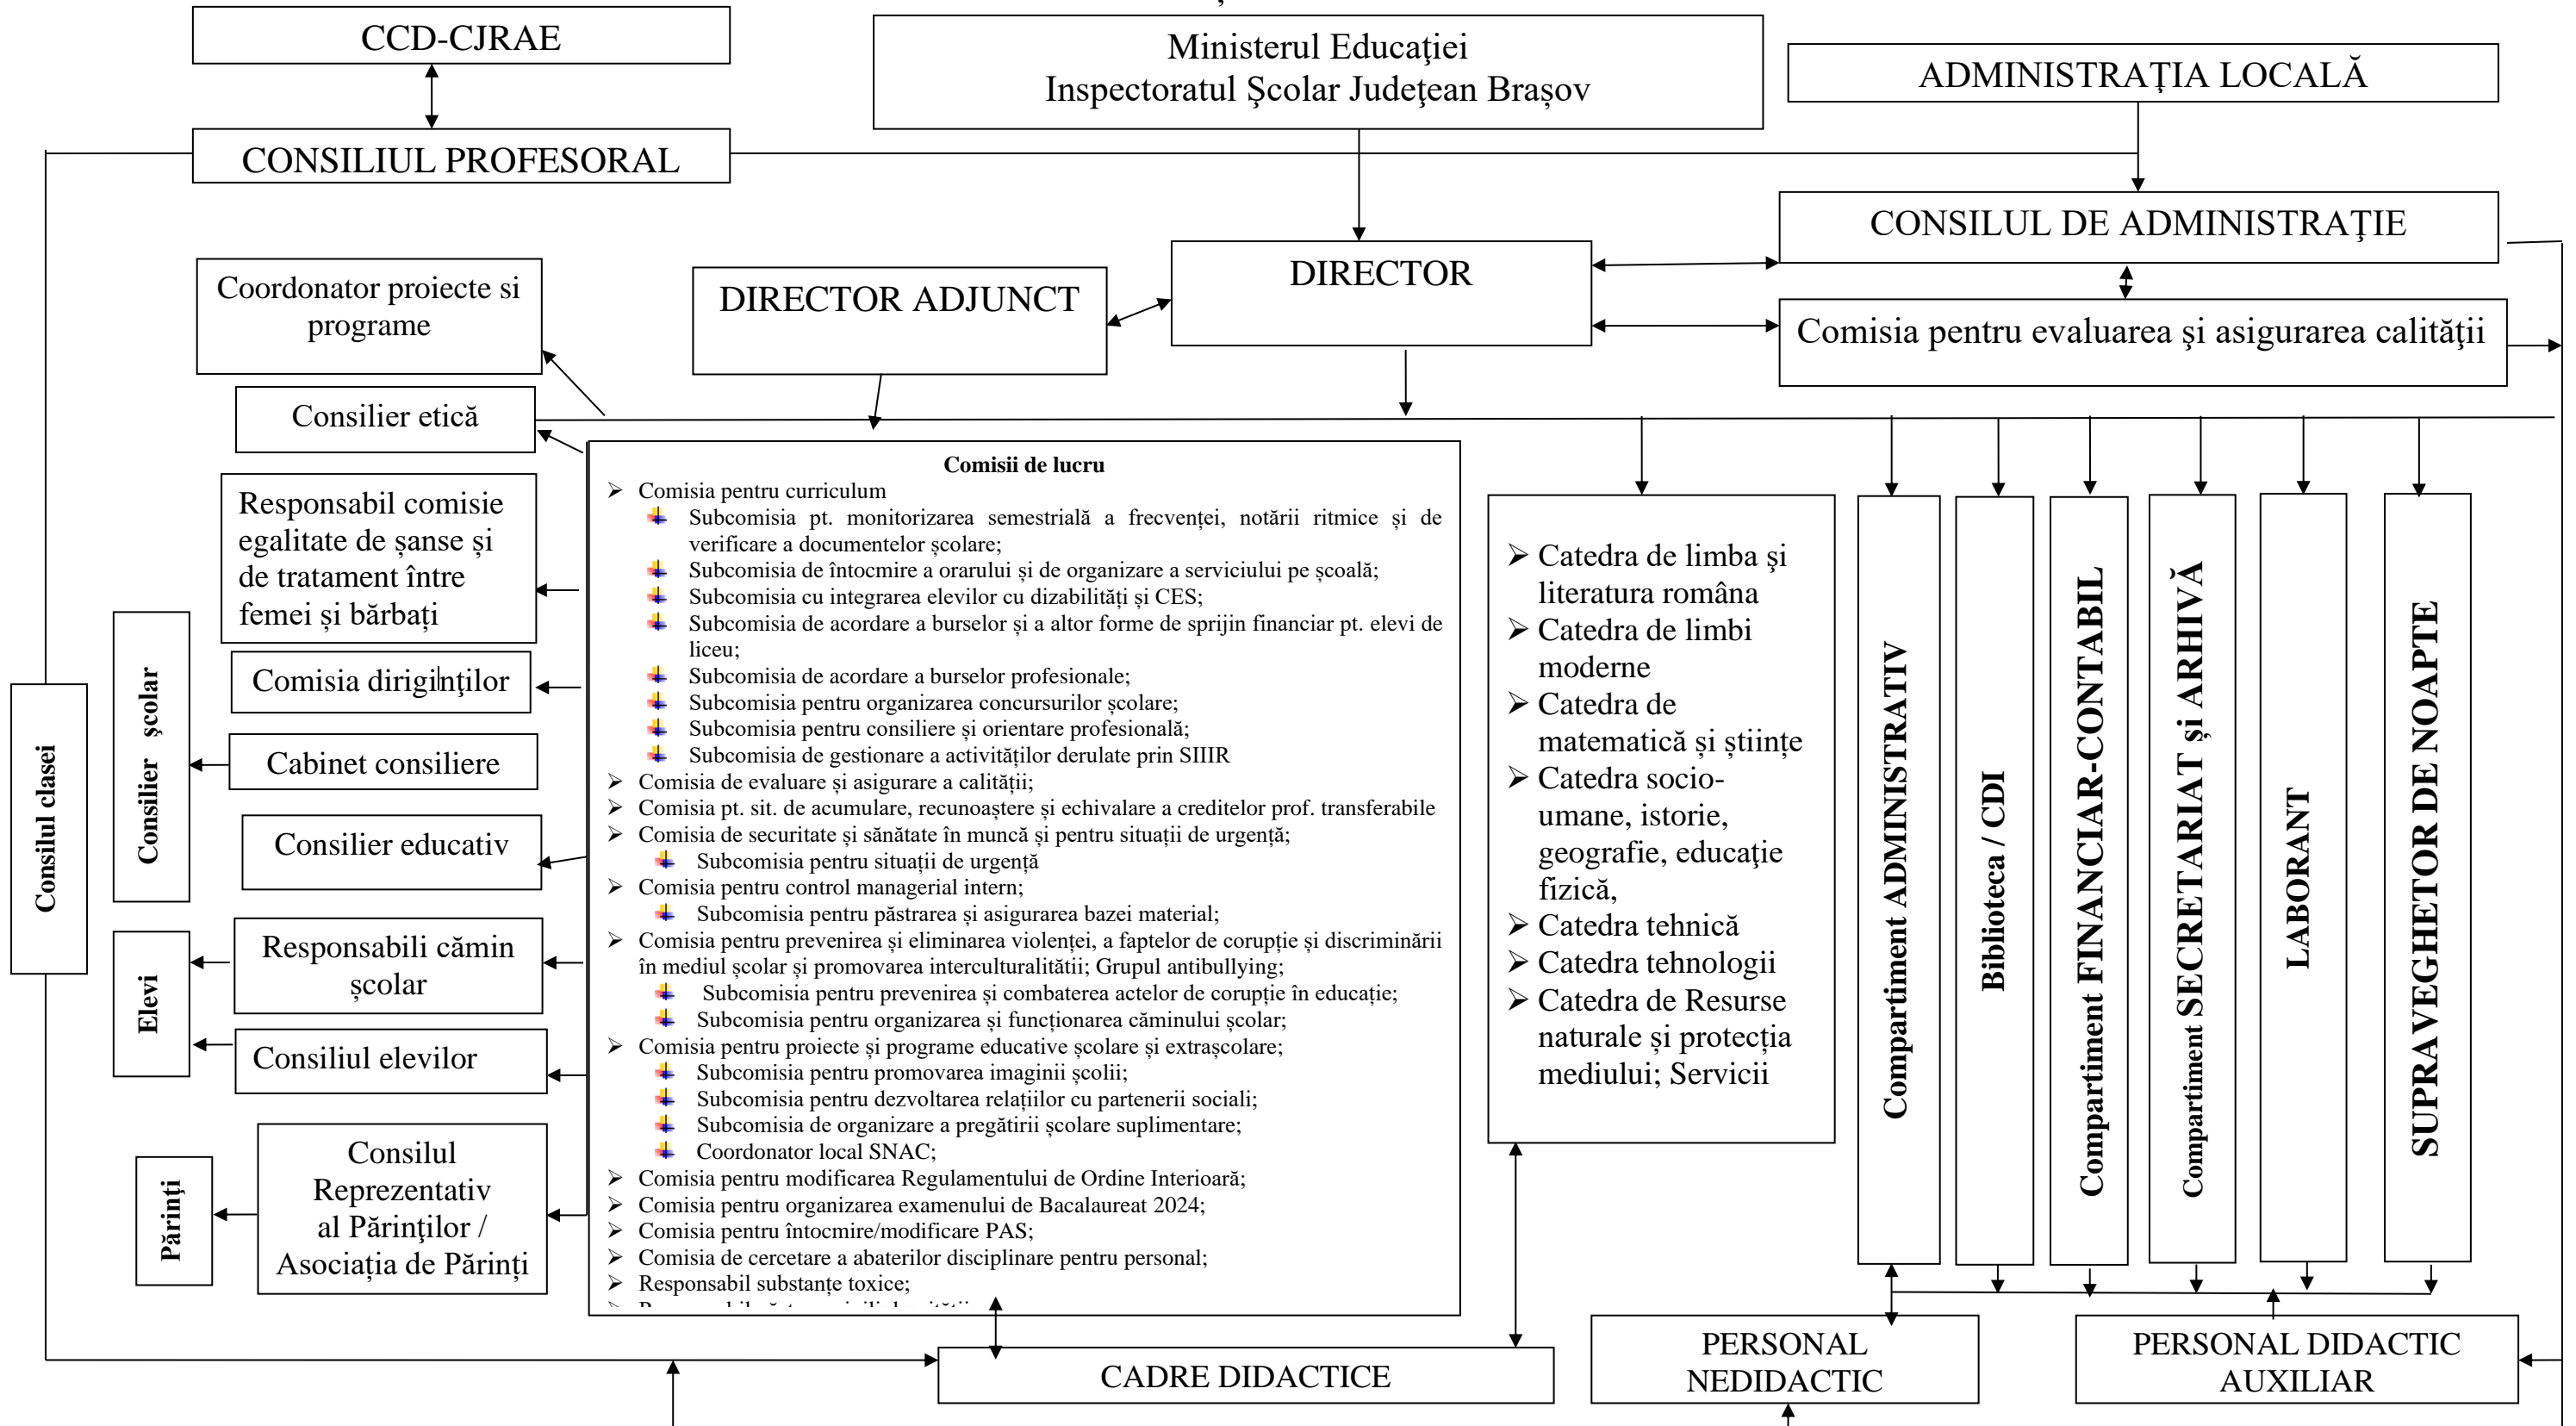 CCD-CJRAE
Ministerul Educaţiei
Inspectoratul Şcolar Judeţean Brașov
ADMINISTRAŢIA LOCALĂ
CONSILIUL PROFESORAL
CONSILUL DE ADMINISTRAŢIE
DIRECTOR
DIRECTOR ADJUNCT
Comisia pentru evaluarea şi asigurarea calităţii
Coordonator proiecte si
programe
Consilier etică
Responsabil comisie
egalitate de șanse și
de tratament între
femei și bărbați
Comisia diriginţilor
Cabinet consiliere
Consilier educativ
Responsabili cămin
școlar
Consiliul elevilor
Consilul
Reprezentativ
al Părinţilor /
Asociația de Părinți
Consilul clasei
Consilier şcolar
Elevi
Părinţi
Comisii de lucru
➢ Comisia pentru curriculum
Subcomisia pt. monitorizarea semestrială a frecvenței, notării ritmice și de
verificare a documentelor școlare;
Subcomisia de întocmire a orarului și de organizare a serviciului pe școală;
Subcomisia cu integrarea elevilor cu dizabilități și CES;
Subcomisia de acordare a burselor și a altor forme de sprijin financiar pt. elevi de
liceu;
Subcomisia de acordare a burselor profesionale;
Subcomisia pentru organizarea concursurilor școlare;
Subcomisia pentru consiliere și orientare profesională;
Subcomisia de gestionare a activităților derulate prin SIIIR
➢ Comisia de evaluare și asigurare a calității;
➢ Comisia pt. sit. de acumulare, recunoaștere și echivalare a creditelor prof. transferabile
➢ Comisia de securitate și sănătate în muncă și pentru situații de urgență;
Subcomisia pentru situații de urgență
➢ Comisia pentru control managerial intern;
Subcomisia pentru păstrarea și asigurarea bazei material;
➢ Comisia pentru prevenirea și eliminarea violenței, a faptelor de corupție și discriminării
în mediul școlar și promovarea interculturalitătii; Grupul antibullying;
Subcomisia pentru prevenirea și combaterea actelor de corupție în educație;
Subcomisia pentru organizarea și funcționarea căminului școlar;
➢ Comisia pentru proiecte și programe educative școlare și extrașcolare;
Subcomisia pentru promovarea imaginii școlii;
Subcomisia pentru dezvoltarea relațiilor cu partenerii sociali;
Subcomisia de organizare a pregătirii școlare suplimentare;
Coordonator local SNAC;
➢ Comisia pentru modificarea Regulamentului de Ordine Interioară;
➢ Comisia pentru organizarea examenului de Bacalaureat 2024;
➢ Comisia pentru întocmire/modificare PAS;
➢ Comisia de cercetare a abaterilor disciplinare pentru personal;
➢ Responsabil substanțe toxice;
➢ Catedra de limba şi
literatura româna
➢ Catedra de limbi
moderne
➢ Catedra de
matematică și științe
➢ Catedra socio-
umane, istorie,
geografie, educaţie
fizică,
➢ Catedra tehnică
➢ Catedra tehnologii
➢ Catedra de Resurse
naturale și protecția
mediului; Servicii
Compartiment ADMINISTRATIV
Biblioteca / CDI
Compartiment FINANCIAR-CONTABIL
Compartiment SECRETARIAT și ARHIVĂ
LABORANT
SUPRAVEGHETOR DE NOAPTE
CADRE DIDACTICE
PERSONAL
NEDIDACTIC
PERSONAL DIDACTIC
AUXILIAR